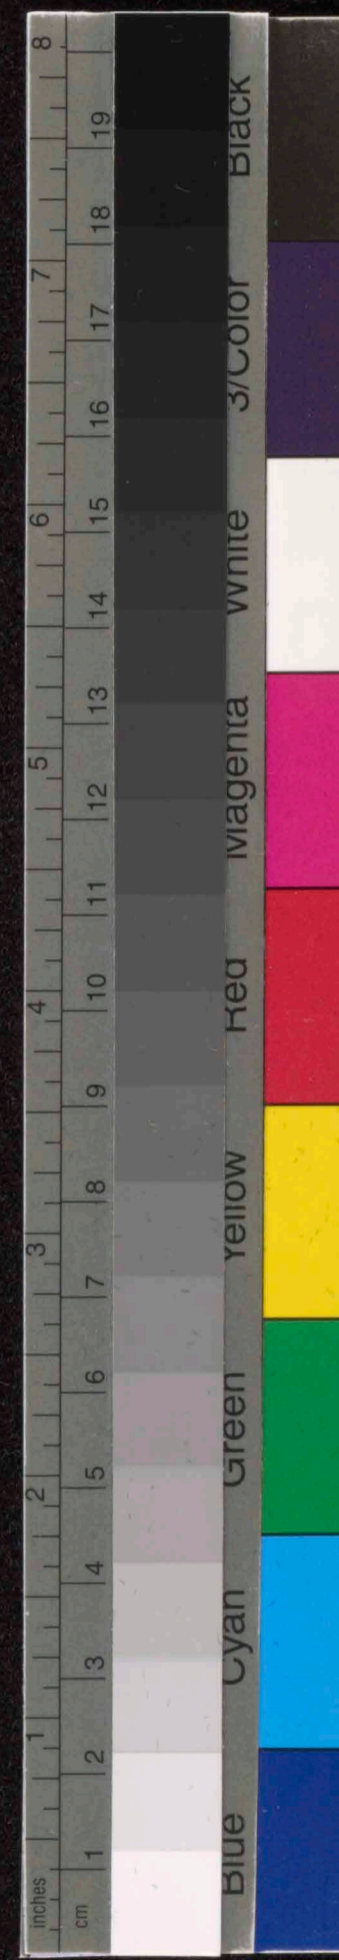 inches 1 2 3 4 5 6 7 8
cm 1 2 3 4 5 6 7 8 9 10 11 12 13 14 15 16 17 18 19
Blue Cyan Green Yellow Red Magenta White 3/Color Black